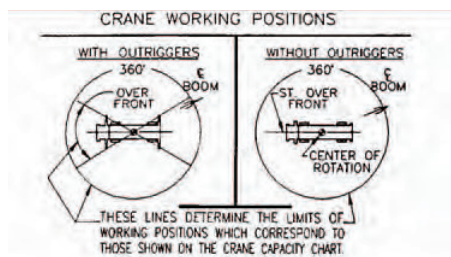 CRANE WORKING POSITIONS
WITH OUTRIGGERS
360'
℄
BOOM
OVER
FRONT
WITHOUT OUTRIGGERS
360'
℄
BOOM
ST. OVER
FRONT
CENTER OF
ROTATION
THESE LINES DETERMINE THE LIMITS OF
WORKING POSITIONS WHICH CORRESPOND TO
THOSE SHOWN ON THE CRANE CAPACITY CHART.